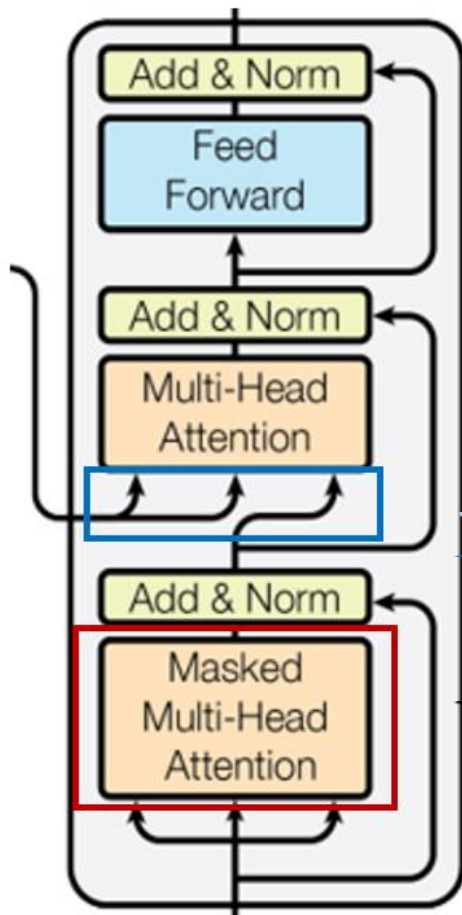 Add & Norm
Feed
Forward
Add & Norm
Multi-Head
Attention
Add & Norm
Masked
Multi-Head
Attention